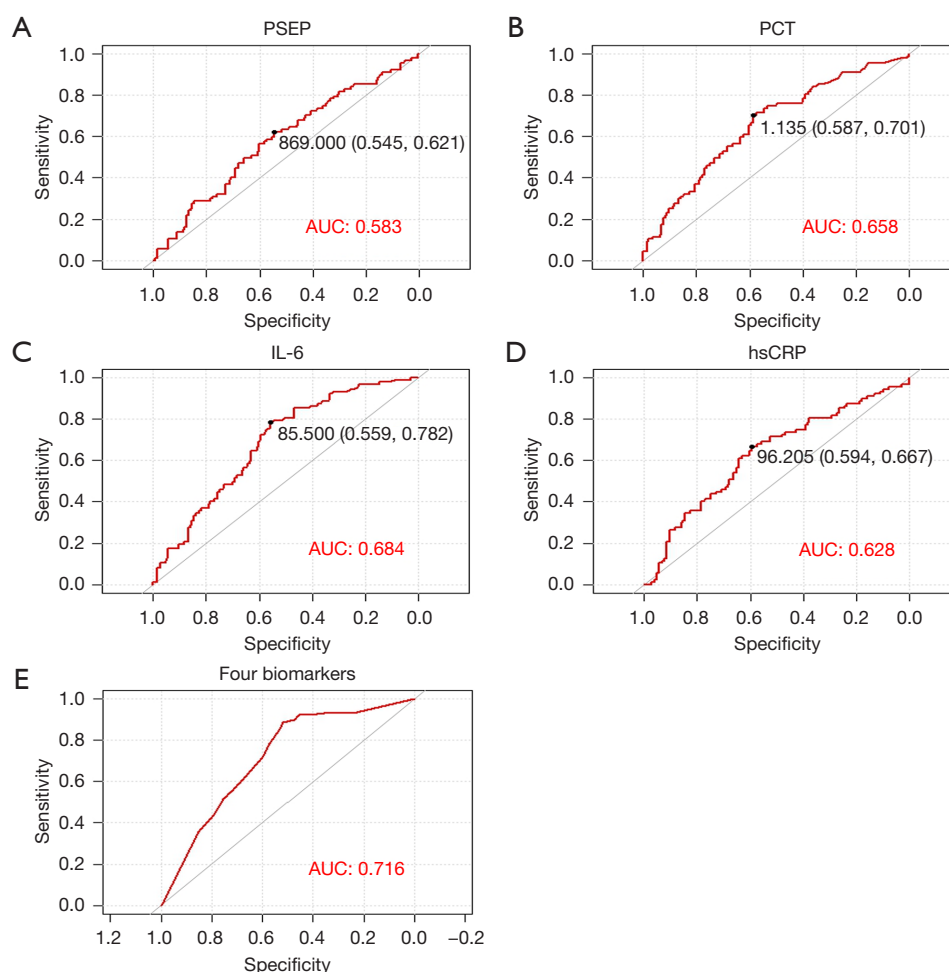 A
PSEP
1.0
0.8
0.6
0.4
0.2
0.0
Sensitivity
869.000 (0.545, 0.621)
AUC: 0.583
1.0 0.8 0.6 0.4 0.2 0.0
Specificity
B
PCT
1.0
0.8
0.6
0.4
0.2
0.0
Sensitivity
1.135 (0.587, 0.701)
AUC: 0.658
1.0 0.8 0.6 0.4 0.2 0.0
Specificity
C
IL-6
1.0
0.8
0.6
0.4
0.2
0.0
Sensitivity
85.500 (0.559, 0.782)
AUC: 0.684
1.0 0.8 0.6 0.4 0.2 0.0
Specificity
D
hsCRP
1.0
0.8
0.6
0.4
0.2
0.0
Sensitivity
96.205 (0.594, 0.667)
AUC: 0.628
1.0 0.8 0.6 0.4 0.2 0.0
Specificity
E
Four biomarkers
1.0
0.8
0.6
0.4
0.2
0.0
Sensitivity
AUC: 0.716
1.2 1.0 0.8 0.6 0.4 0.2 0.0 −0.2
Specificity